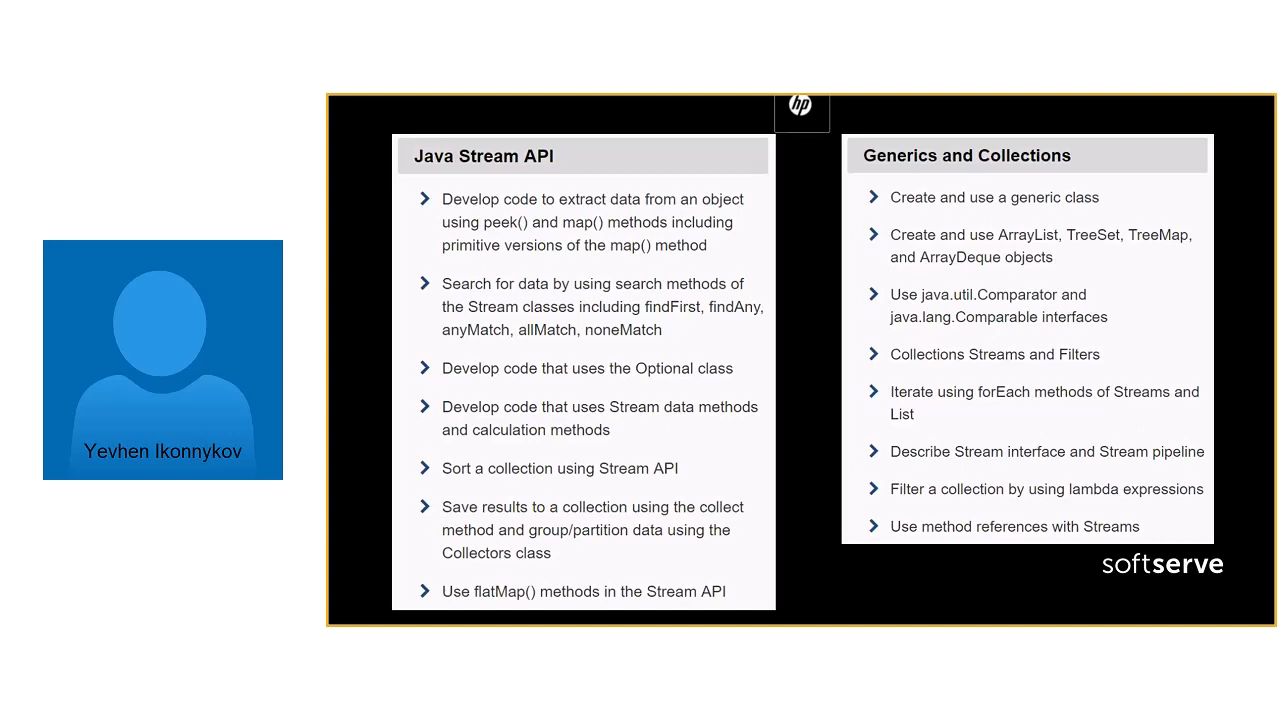 hp
Java Stream API
Develop code to extract data from an object
using peek() and map() methods including
primitive versions of the map() method
Search for data by using search methods of
the Stream classes including findFirst, findAny,
anyMatch, allMatch, noneMatch
Develop code that uses the Optional class
Develop code that uses Stream data methods
and calculation methods
Sort a collection using Stream API
Save results to a collection using the collect
method and group/partition data using the
Collectors class
Use flatMap() methods in the Stream API
Generics and Collections
Create and use a generic class
Create and use ArrayList, TreeSet, TreeMap,
and ArrayDeque objects
Use java.util.Comparator and
java.lang.Comparable interfaces
Collections Streams and Filters
Iterate using forEach methods of Streams and
List
Describe Stream interface and Stream pipeline
Filter a collection by using lambda expressions
Use method references with Streams
softserve
Yevhen Ikonnykov